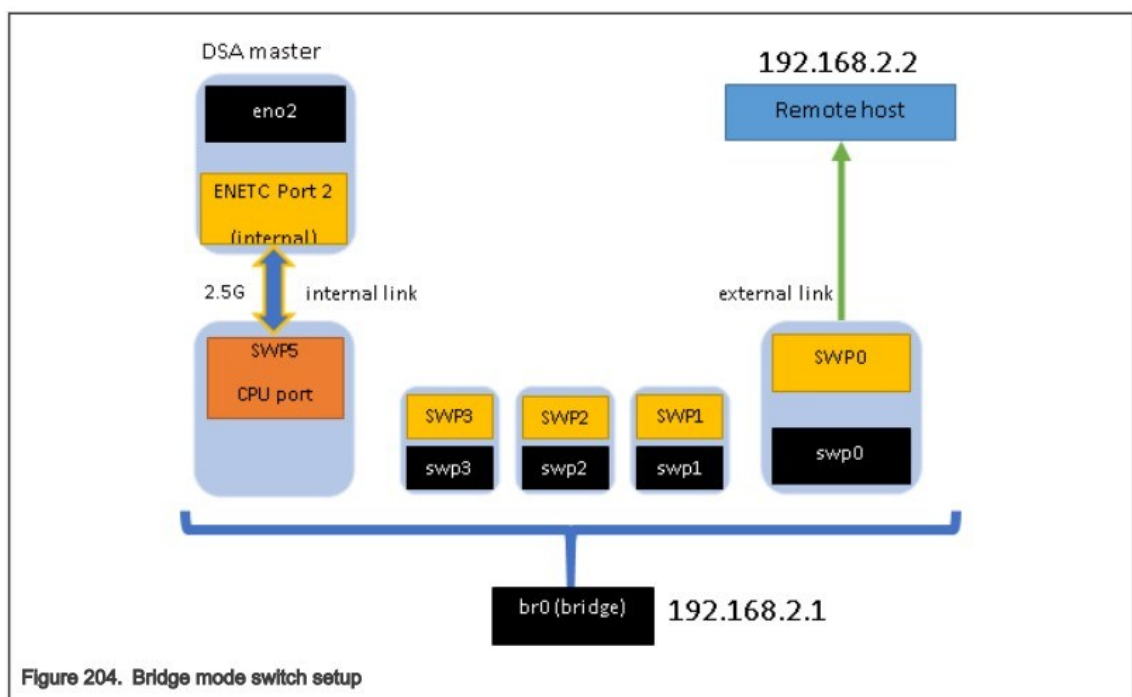 DSA master
eno2
ENETC Port 2
(internal)
2.5G
internal link
SWP5
CPU port
192.168.2.2
Remote host
external link
SWP3
swp3
SWP2
swp2
SWP1
swp1
SWP0
swp0
br0 (bridge)
192.168.2.1
Figure 204. Bridge mode switch setup